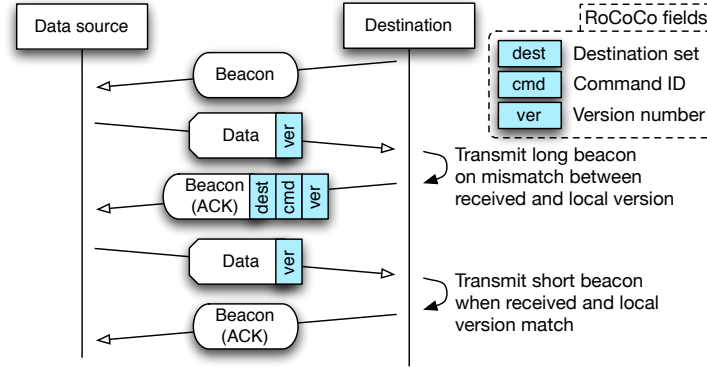 Data source
Destination
RoCoCo fields
dest Destination set
cmd Command ID
ver Version number
Beacon
Data ver
Transmit long beacon
on mismatch between
received and local version
Beacon
(ACK)
dest
cmd
ver
Data ver
Transmit short beacon
when received and local
version match
Beacon
(ACK)